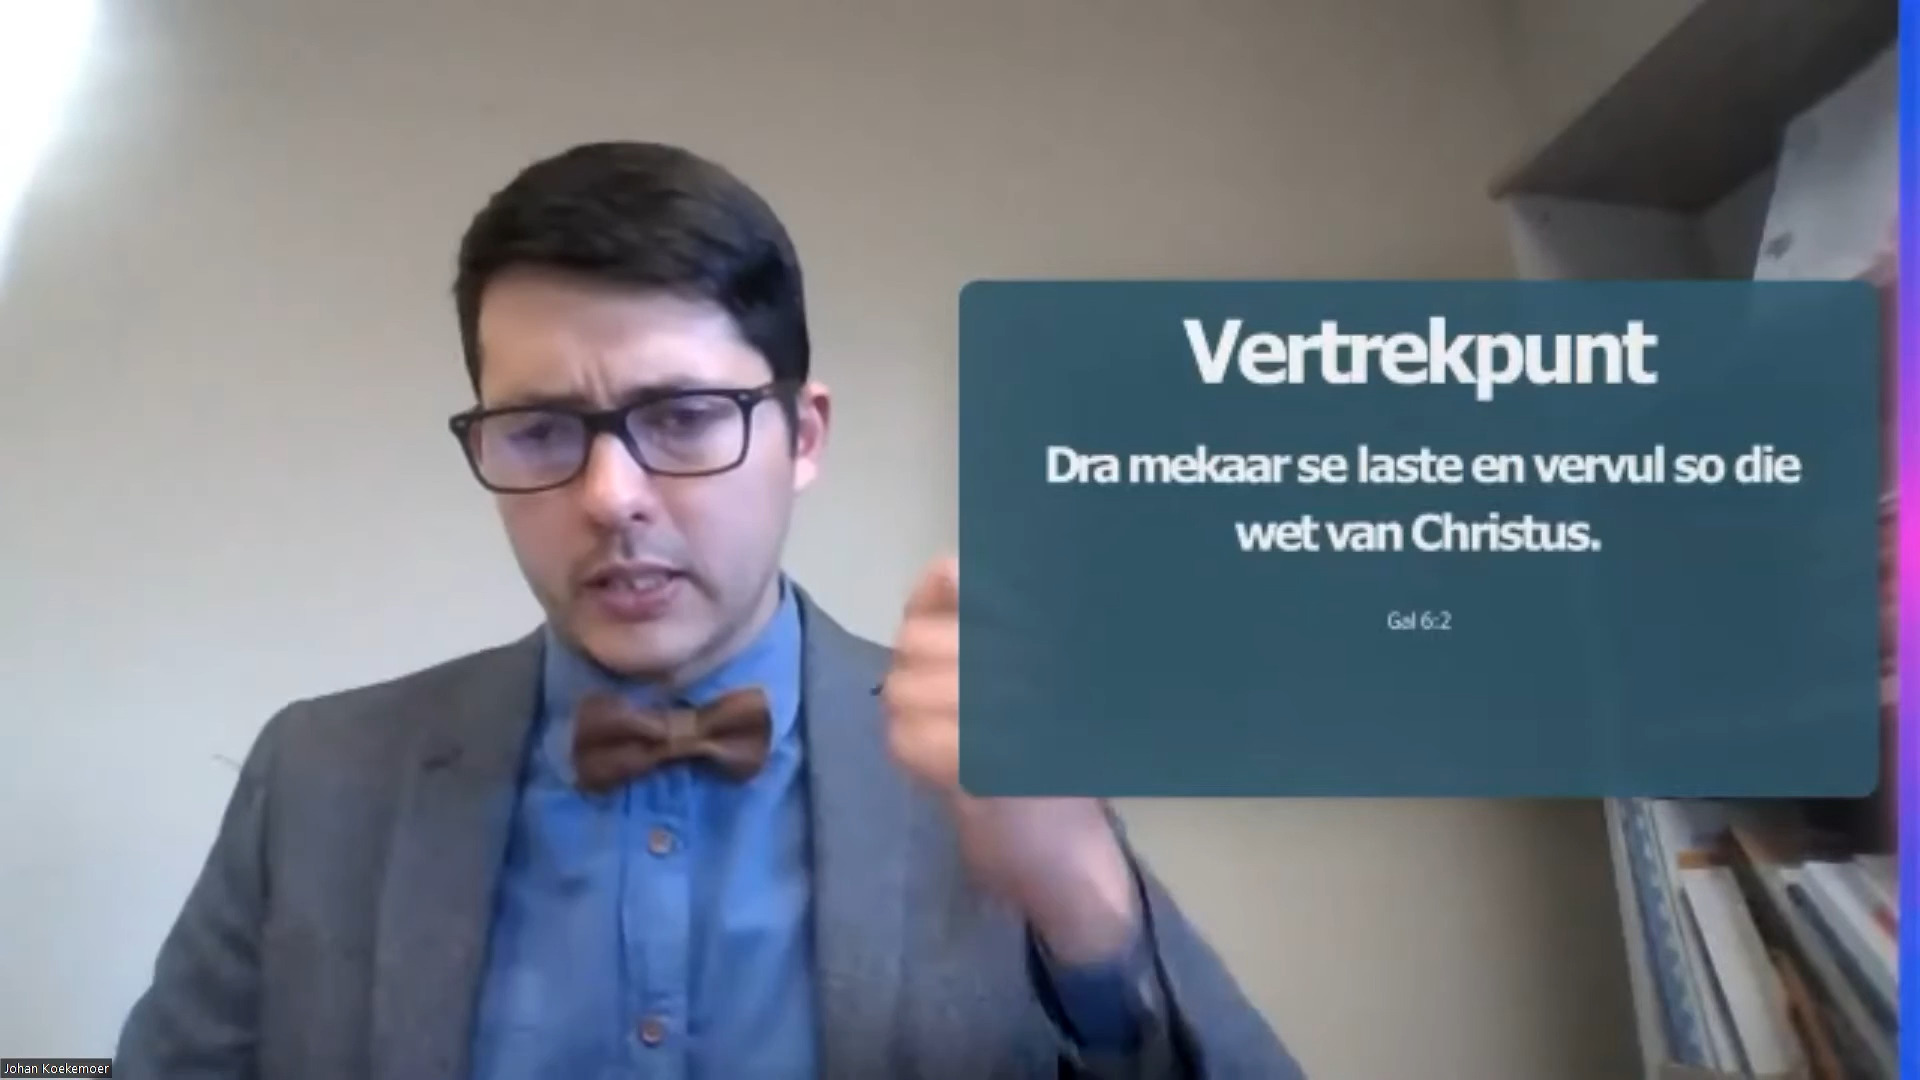 Vertrekpunt
Dra mekaar se laste en vervul so die
wet van Christus.
Gal 6:2
Johan Koekemoer